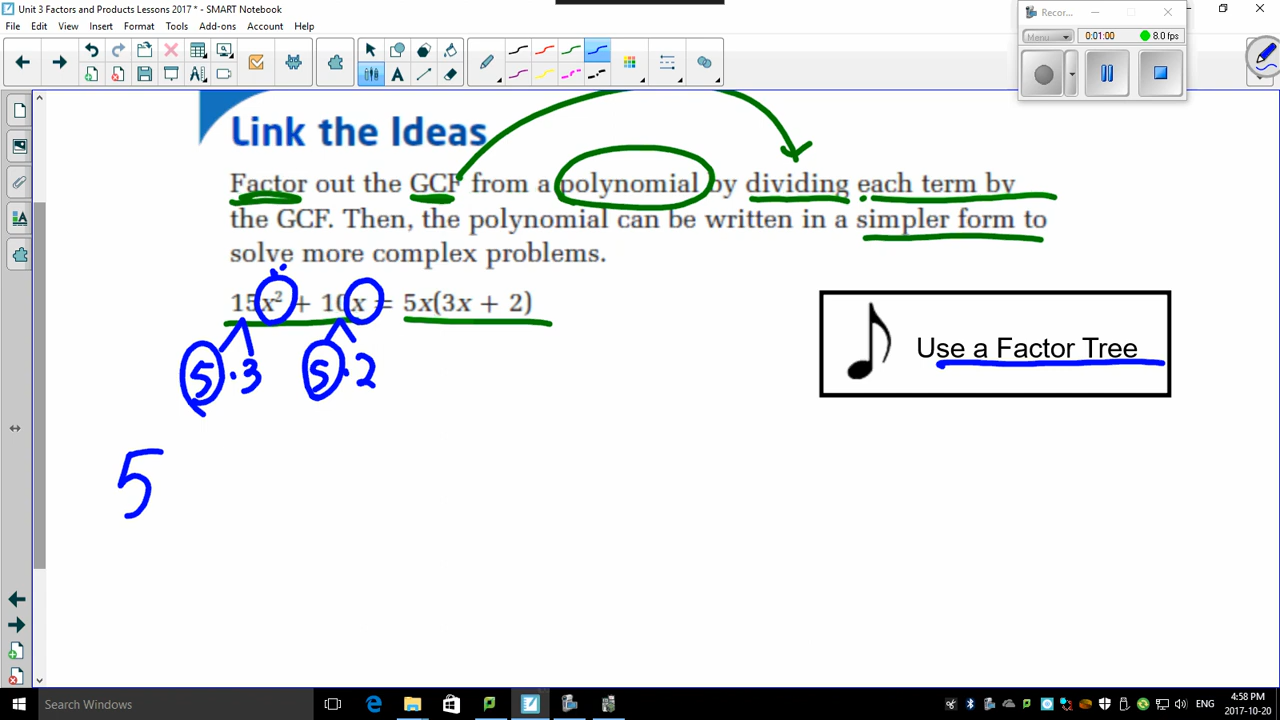 Unit 3 Factors and Products Lessons 2017 * - SMART Notebook
File Edit View Insert Format Tools Add-ons Account Help
Recor...
Menu 0:01:00 8.0 fps
Link the Ideas
Factor out the GCF from a polynomial by dividing each term by
the GCF. Then, the polynomial can be written in a simpler form to
solve more complex problems.
15x² + 10x = 5x(3x + 2)
5·3 5·2
Use a Factor Tree
5
Search Windows
ENG
4:58 PM
2017-10-20